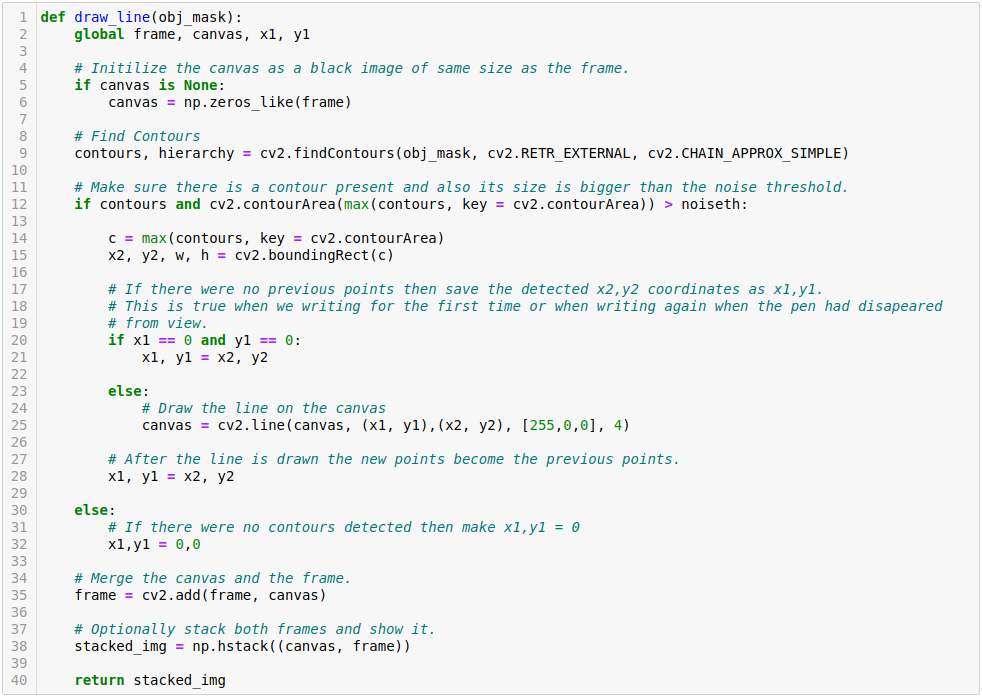 1 def draw_line(obj_mask):
2     global frame, canvas, x1, y1
3
4     # Initilize the canvas as a black image of same size as the frame.
5     if canvas is None:
6         canvas = np.zeros_like(frame)
7
8     # Find Contours
9     contours, hierarchy = cv2.findContours(obj_mask, cv2.RETR_EXTERNAL, cv2.CHAIN_APPROX_SIMPLE)
10
11     # Make sure there is a contour present and also its size is bigger than the noise threshold.
12     if contours and cv2.contourArea(max(contours, key = cv2.contourArea)) > noiseth:
13
14         c = max(contours, key = cv2.contourArea)
15         x2, y2, w, h = cv2.boundingRect(c)
16
17         # If there were no previous points then save the detected x2,y2 coordinates as x1,y1.
18         # This is true when we writing for the first time or when writing again when the pen had disapeared
19         # from view.
20         if x1 == 0 and y1 == 0:
21             x1, y1 = x2, y2
22
23         else:
24             # Draw the line on the canvas
25             canvas = cv2.line(canvas, (x1, y1),(x2, y2), [255,0,0], 4)
26
27         # After the line is drawn the new points become the previous points.
28         x1, y1 = x2, y2
29
30     else:
31         # If there were no contours detected then make x1,y1 = 0
32         x1,y1 = 0,0
33
34     # Merge the canvas and the frame.
35     frame = cv2.add(frame, canvas)
36
37     # Optionally stack both frames and show it.
38     stacked_img = np.hstack((canvas, frame))
39
40     return stacked_img